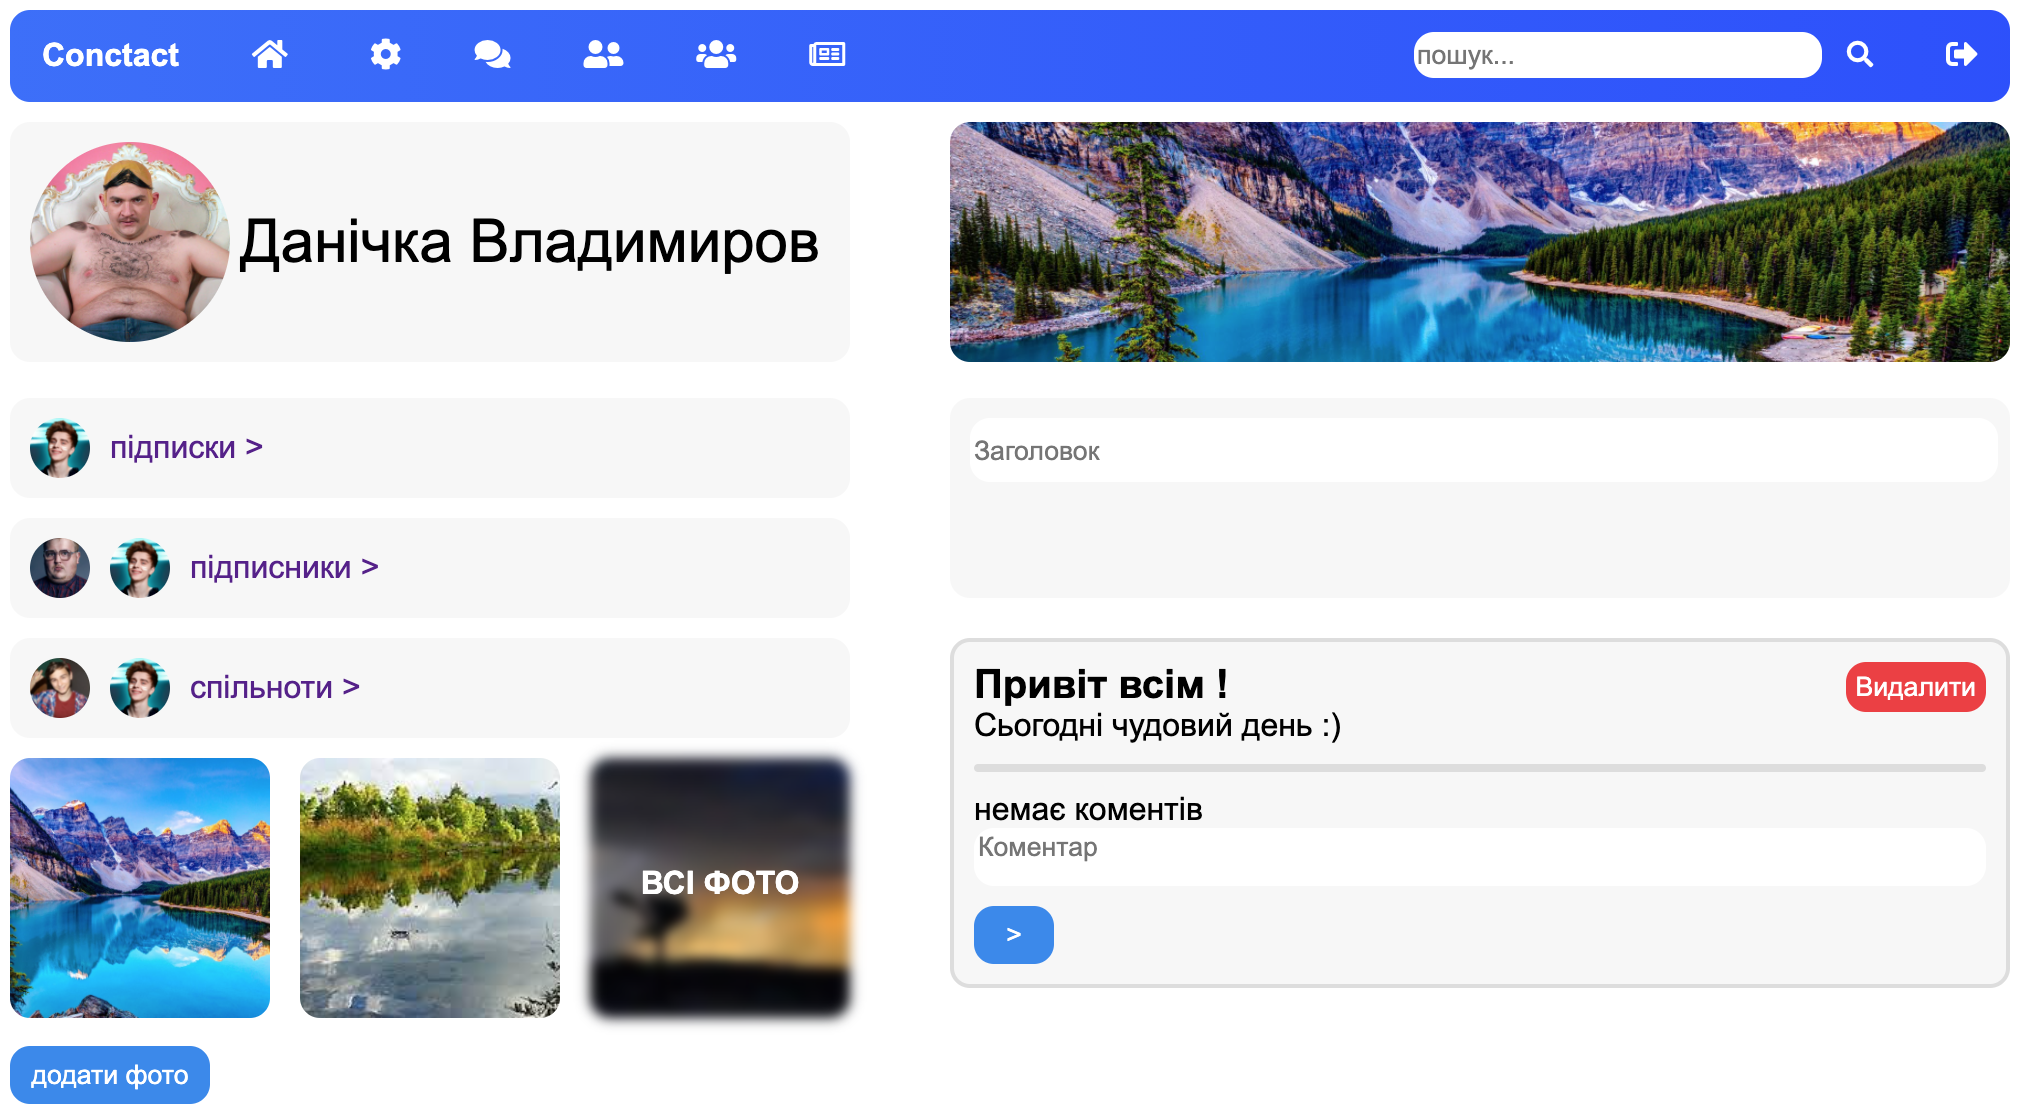 Conctact
пошук...
Данічка Владимиров
підписки >
підписники >
спільноти >
ВСІ ФОТО
додати фото
Заголовок
Привіт всім !
Видалити
Сьогодні чудовий день :)
немає коментів
Коментар
>